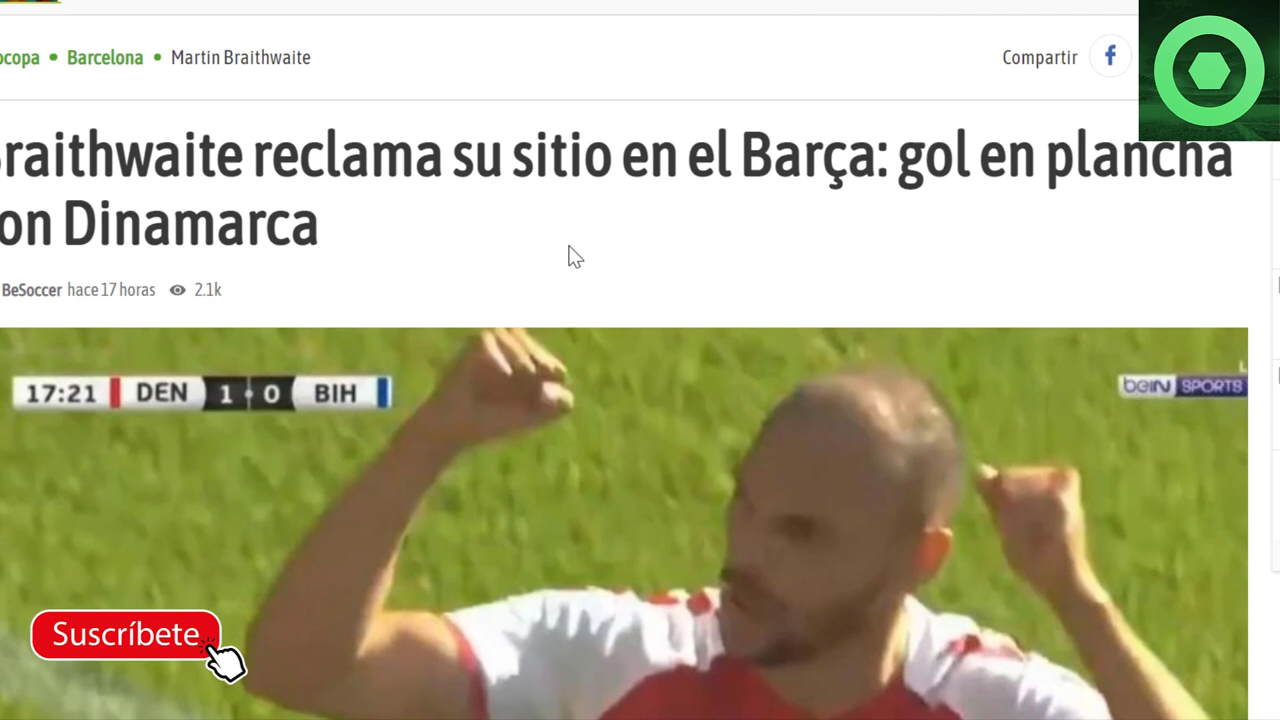 ocopa • Barcelona • Martin Braithwaite
Compartir f
raithwaite reclama su sitio en el Barça: gol en plancha
on Dinamarca
BeSoccer hace 17 horas 2.1k
17:21 DEN 1 0 BIH
beIN SPORTS
Suscríbete